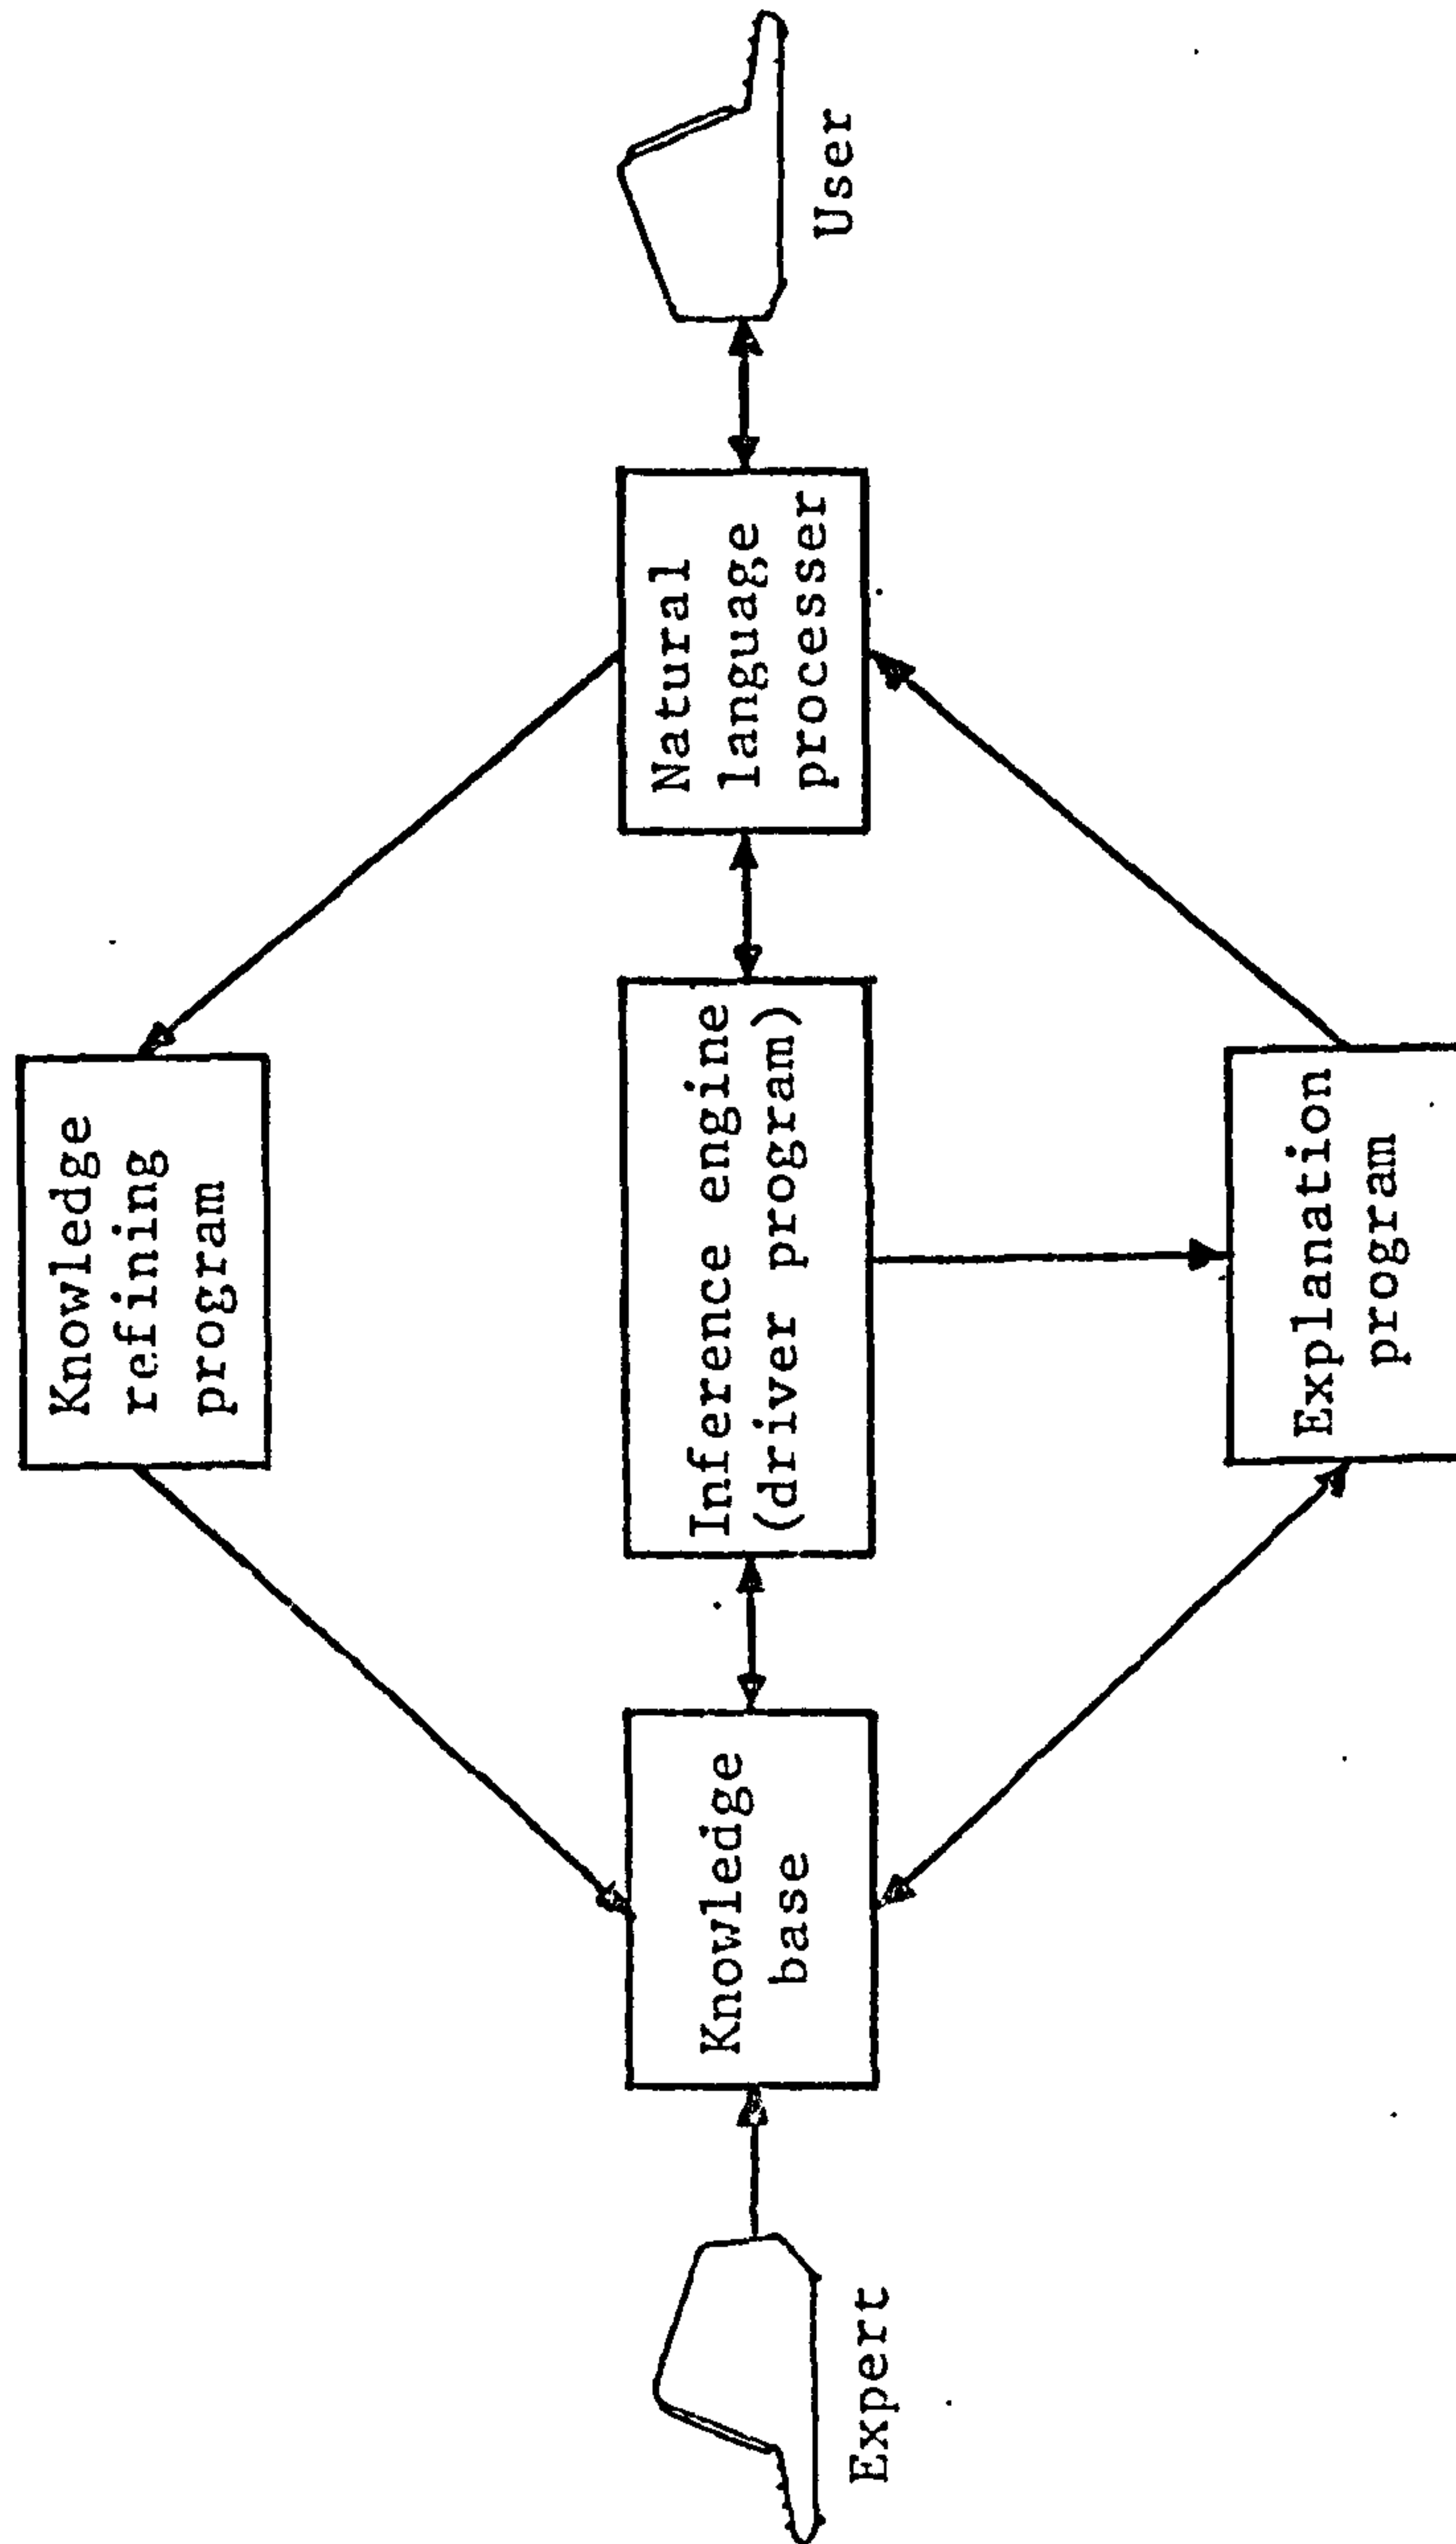 Knowledge
refining
program
Expert
Knowledge
base
Inference engine
(driver program)
Natural
language
processer
User
Explanation
program